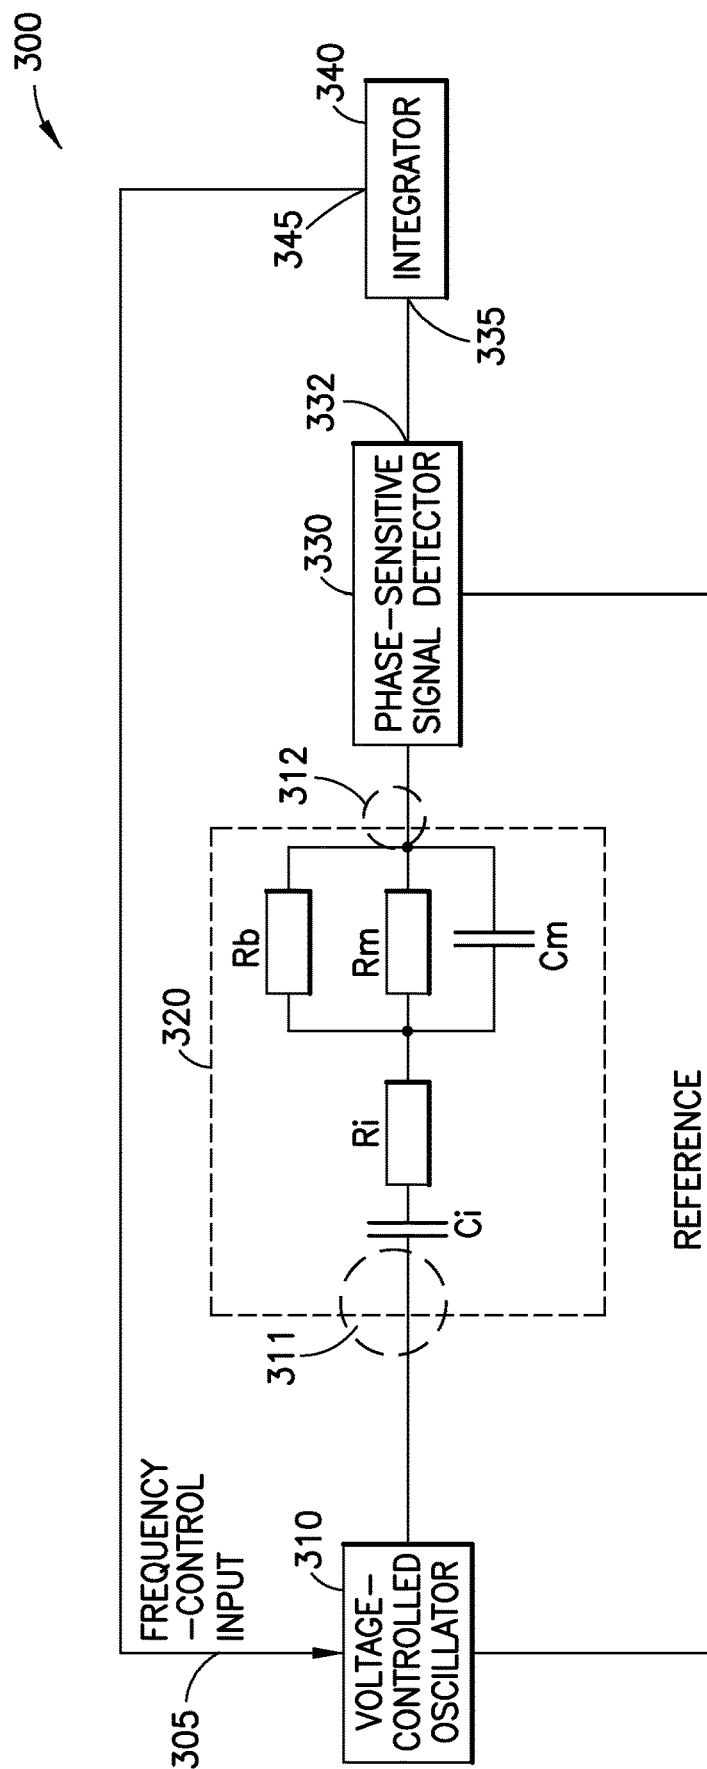 300
FREQUENCY
-CONTROL
INPUT
305
310
VOLTAGE-
CONTROLLED
OSCILLATOR
311
320
Ci
Ri
Rb
Rm
Cm
312
330
PHASE-SENSITIVE
SIGNAL DETECTOR
332
335
340
345
INTEGRATOR
REFERENCE